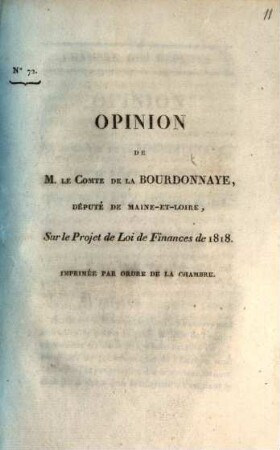 11
N° 72.
OPINION
DE
M. LE COMTE DE LA BOURDONNAYE,
DÉPUTÉ DE MAINE-ET-LOIRE,
Sur le Projet de Loi de Finances de 1818.
IMPRIMÉE PAR ORDRE DE LA CHAMBRE.